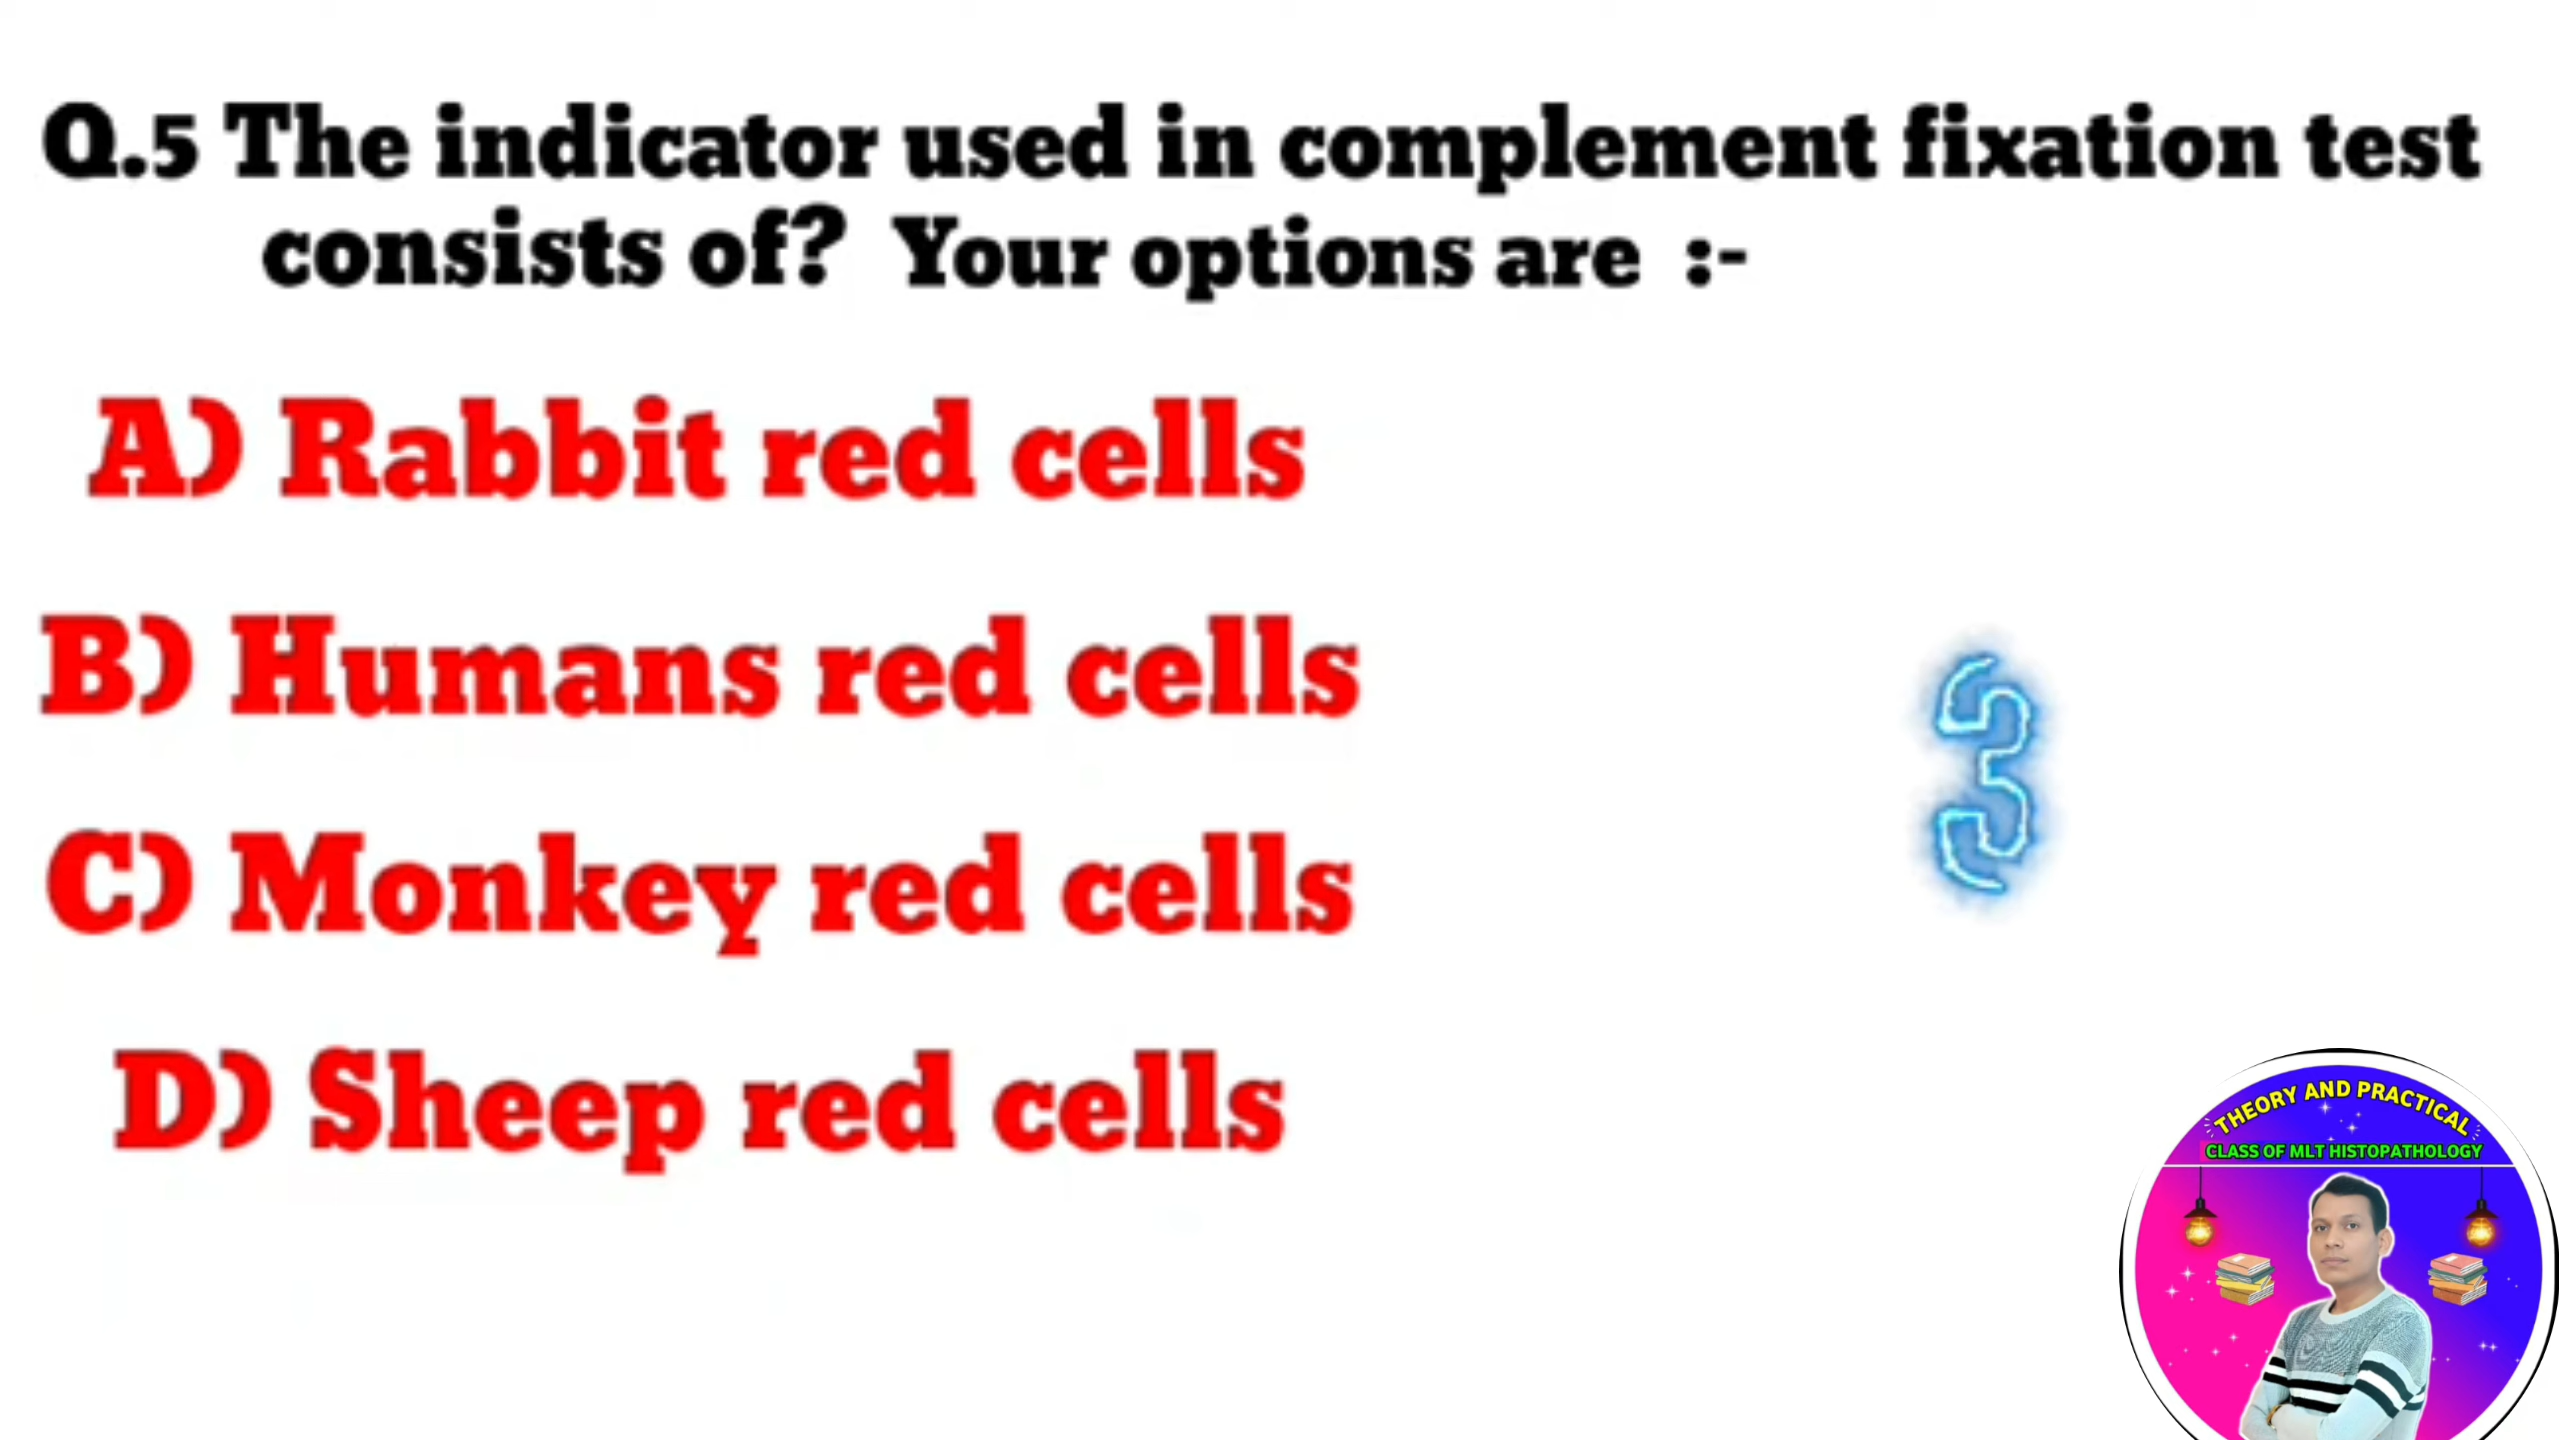 Q.5 The indicator used in complement fixation test
consists of? Your options are :-
A) Rabbit red cells
B) Humans red cells
C) Monkey red cells
D) Sheep red cells
3
THEORY AND PRACTICAL
CLASS OF MLT HISTOPATHOLOGY